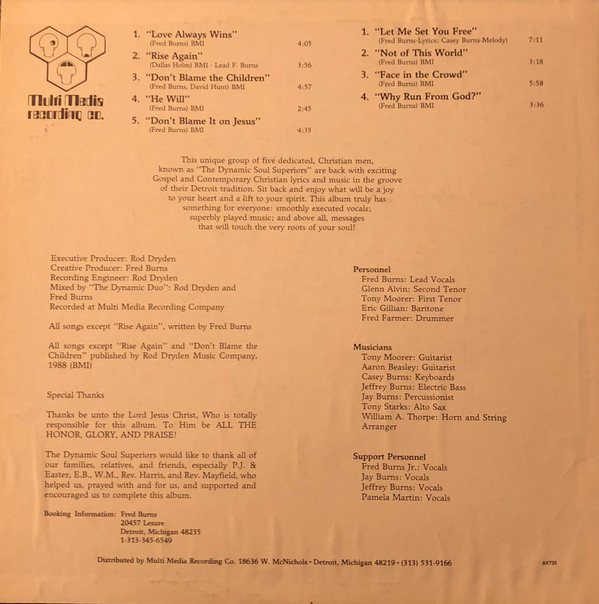 Multi Media
recording co.
1. "Love Always Wins"
(Fred Burns) BMI 4:05
2. "Rise Again"
(Dallas Holm) BMI - Lead F. Burns 3:56
3. "Don't Blame the Children"
(Fred Burns, David Hunt) BMI 4:57
4. "He Will"
(Fred Burns) BMI 2:45
5. "Don't Blame It on Jesus"
(Fred Burns) BMI 4:35
1. "Let Me Set You Free"
(Fred Burns-Lyrics; Casey Burns-Melody) 7:11
2. "Not of This World"
(Fred Burns) BMI 3:18
3. "Face in the Crowd"
(Fred Burns) BMI 5:58
4. "Why Run From God?"
(Fred Burns) BMI 3:36
This unique group of five dedicated, Christian men,
known as "The Dynamic Soul Superiors" are back with exciting
Gospel and Contemporary Christian lyrics and music in the groove
of their Detroit tradition. Sit back and enjoy what will be a joy
to your heart and a lift to your spirit. This album truly has
something for everyone: smoothly executed vocals;
superbly played music; and above all, messages
that will touch the very roots of your soul!
Executive Producer: Rod Dryden
Creative Producer: Fred Burns
Recording Engineer: Rod Dryden
Mixed by "The Dynamic Duo": Rod Dryden and
Fred Burns
Recorded at Multi Media Recording Company
All songs except "Rise Again", written by Fred Burns
All songs except "Rise Again" and "Don't Blame the
Children" published by Rod Dryden Music Company,
1988 (BMI)
Special Thanks
Thanks be unto the Lord Jesus Christ, Who is totally
responsible for this album. To Him be ALL THE
HONOR, GLORY, AND PRAISE!
The Dynamic Soul Superiors would like to thank all of
our families, relatives, and friends, especially P.J. &
Easter, E.B., W.M., Rev. Harris, and Rev. Mayfield, who
helped us, prayed with and for us, and supported and
encouraged us to complete this album.
Booking Information: Fred Burns
20457 Lesure
Detroit, Michigan 48235
1-313-345-6549
Personnel
Fred Burns: Lead Vocals
Glenn Alvin: Second Tenor
Tony Moorer: First Tenor
Eric Gillian: Baritone
Fred Farmer: Drummer
Musicians
Tony Moorer: Guitarist
Aaron Beasley: Guitarist
Casey Burns: Keyboards
Jeffrey Burns: Electric Bass
Jay Burns: Percussionist
Tony Starks: Alto Sax
William A. Thorpe: Horn and String
Arranger
Support Personnel
Fred Burns Jr.: Vocals
Jay Burns: Vocals
Jeffrey Burns: Vocals
Pamela Martin: Vocals
Distributed by Multi Media Recording Co. 18636 W. McNichols • Detroit, Michigan 48219 • (313) 531-9166